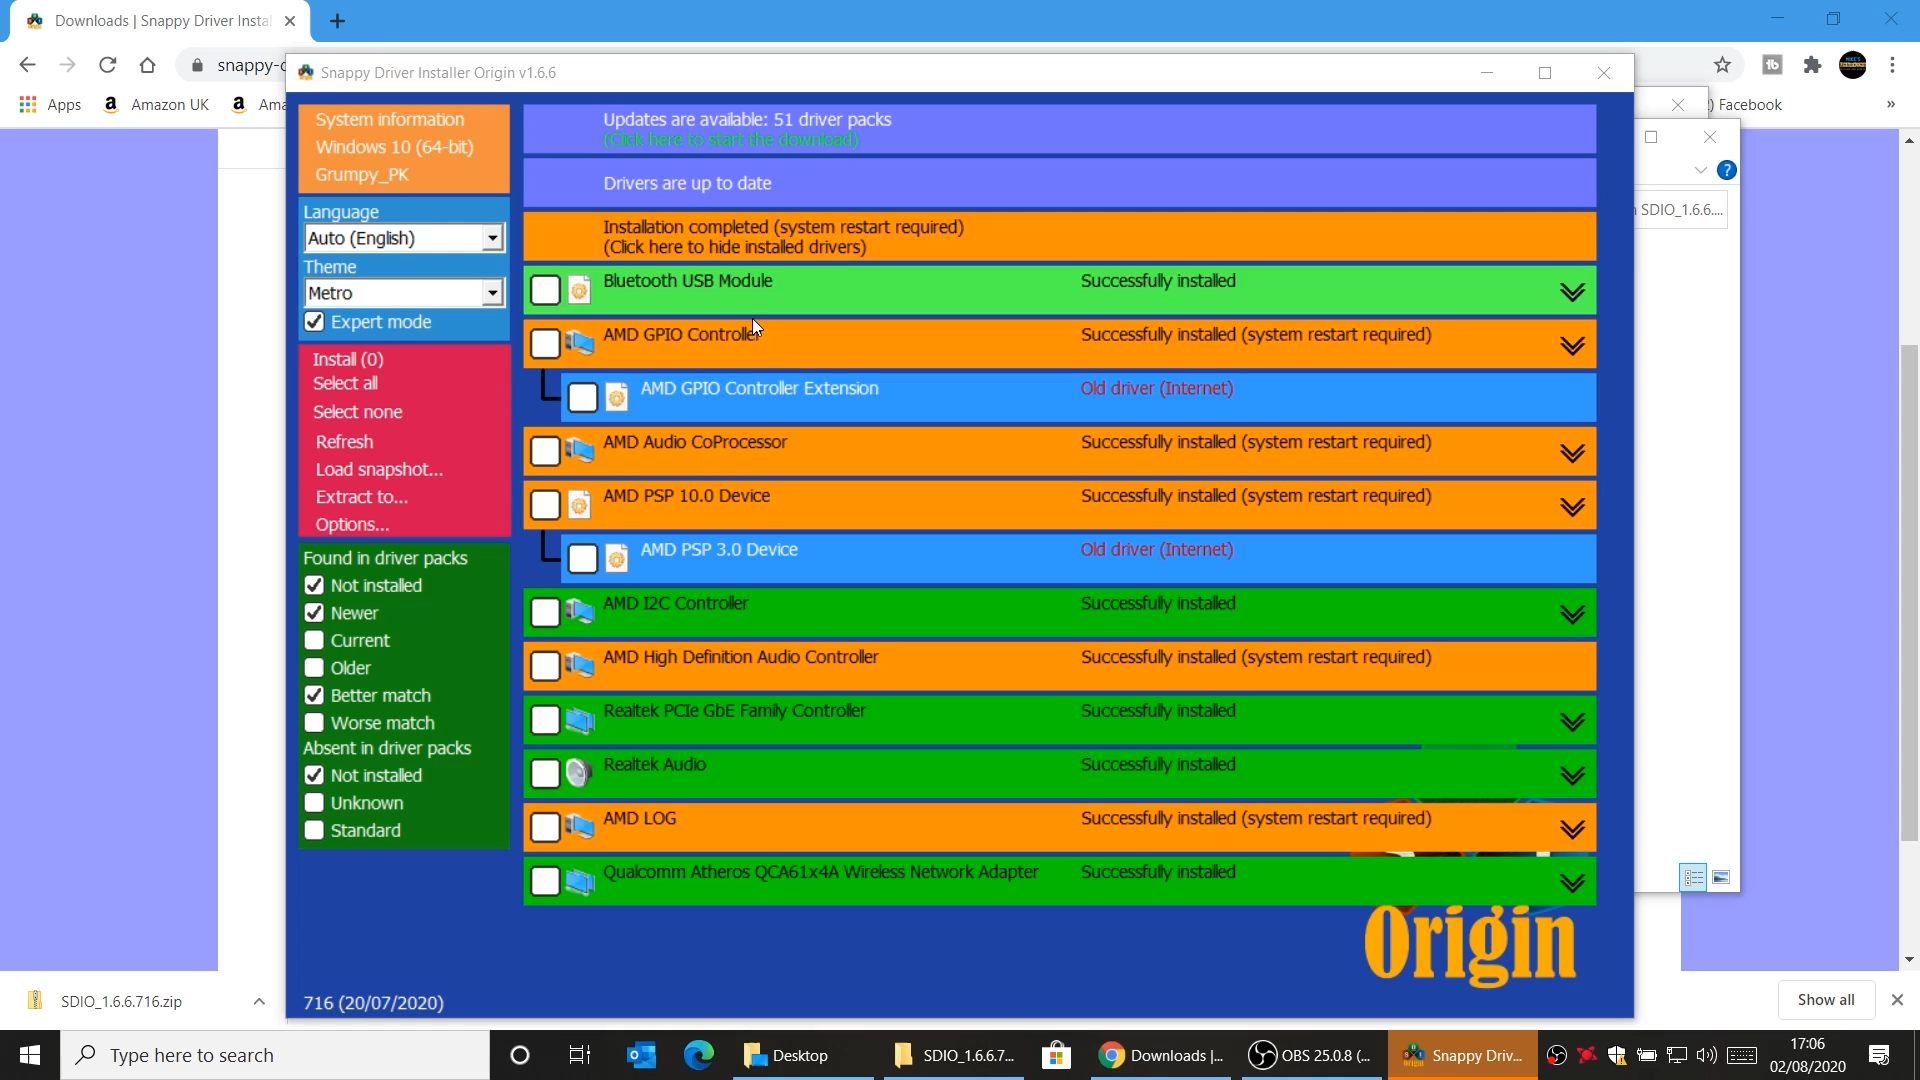 Downloads | Snappy Driver Instal
snappy-d
Apps
Amazon UK
Ama
Facebook
Snappy Driver Installer Origin v1.6.6
System information
Windows 10 (64-bit)
Grumpy_PK
Language
Auto (English)
Theme
Metro
Expert mode
Install (0)
Select all
Select none
Refresh
Load snapshot...
Extract to...
Options...
Found in driver packs
Not installed
Newer
Current
Older
Better match
Worse match
Absent in driver packs
Not installed
Unknown
Standard
716 (20/07/2020)
Updates are available: 51 driver packs
(Click here to start the download)
Drivers are up to date
Installation completed (system restart required)
(Click here to hide installed drivers)
Bluetooth USB Module Successfully installed
AMD GPIO Controller Successfully installed (system restart required)
AMD GPIO Controller Extension Old driver (Internet)
AMD Audio CoProcessor Successfully installed (system restart required)
AMD PSP 10.0 Device Successfully installed (system restart required)
AMD PSP 3.0 Device Old driver (Internet)
AMD I2C Controller Successfully installed
AMD High Definition Audio Controller Successfully installed (system restart required)
Realtek PCIe GbE Family Controller Successfully installed
Realtek Audio Successfully installed
AMD LOG Successfully installed (system restart required)
Qualcomm Atheros QCA61x4A Wireless Network Adapter Successfully installed
Origin
SDIO_1.6.6....
SDIO_1.6.6.716.zip
Show all
Type here to search
Desktop
SDIO_1.6.6.7...
Downloads |...
OBS 25.0.8 (...
Snappy Driv...
17:06
02/08/2020